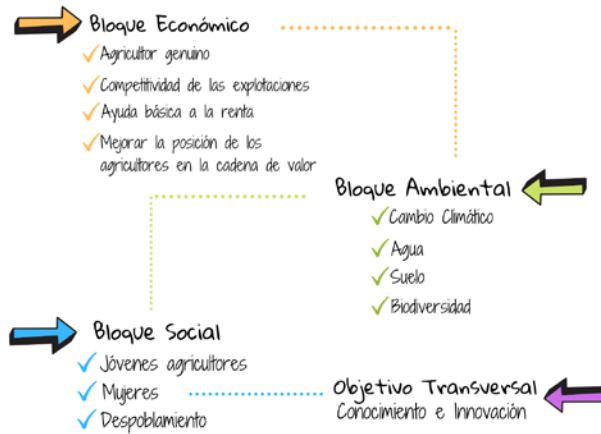 Bloque Económico
Agricultor genuino
Competitividad de las explotaciones
Ayuda básica a la renta
Mejorar la posición de los
agricultores en la cadena de valor
Bloque Ambiental
Cambio Climático
Agua
Suelo
Biodiversidad
Bloque Social
Jóvenes agricultores
Mujeres
Despoblamiento
Objetivo Transversal
Conocimiento e Innovación